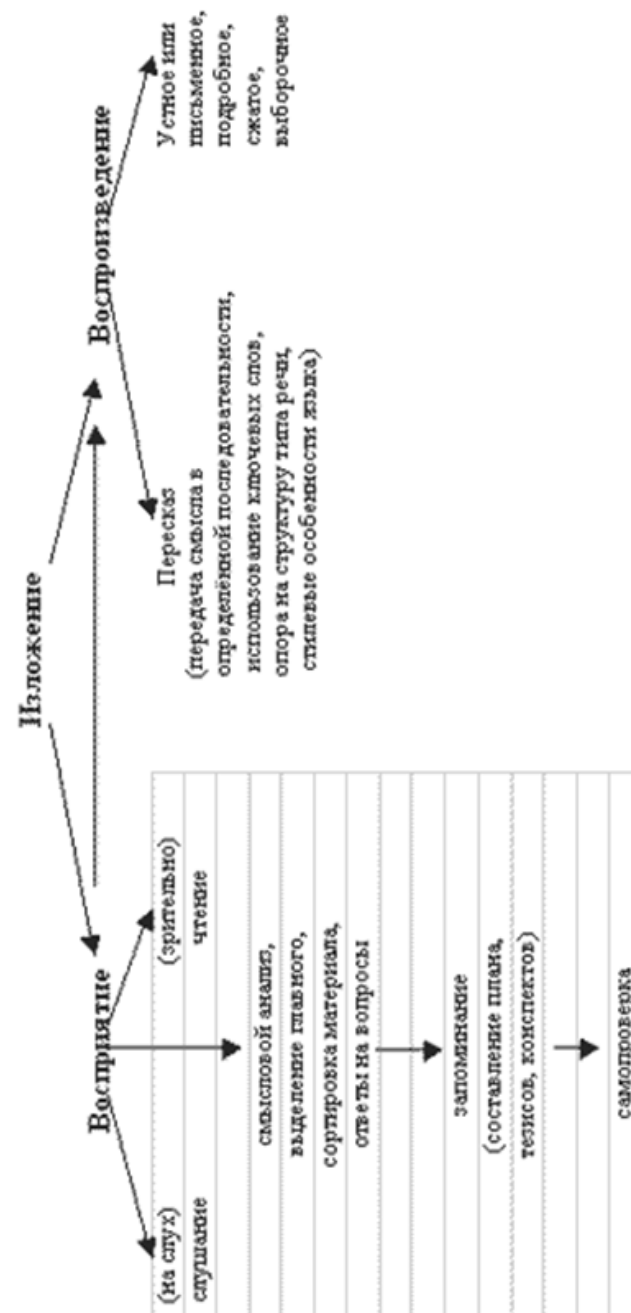 Изложение
Восприятие
Воспроизведение
(на слух)
слушание
(зрительно)
чтение
смысловой анализ,
выделение главного,
сортировка материала,
ответы на вопросы
запоминание
(составление плана,
тезисов, конспектов)
самопроверка
Пересказ
(передача смысла в
определённой последовательности,
использование ключевых слов,
опора на структуру типа речи,
стилевые особенности языка)
Устное или
письменное,
подробное,
сжатое,
выборочное